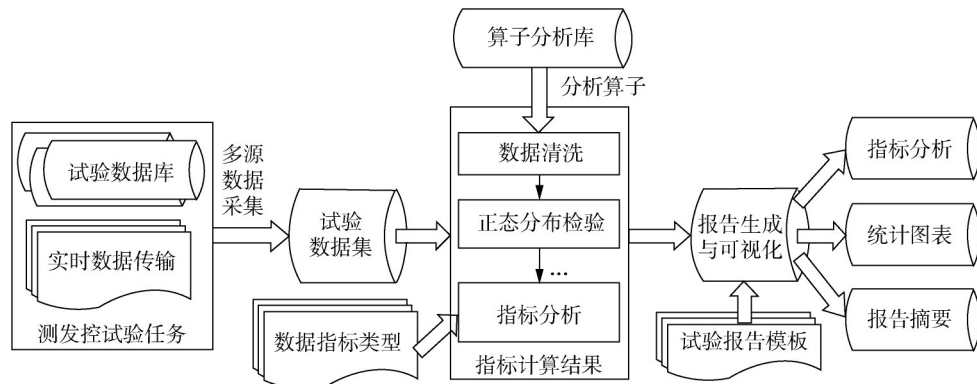 算子分析库
分析算子
试验数据库
实时数据传输
测发控试验任务
多源
数据
采集
试验
数据集
数据指标类型
数据清洗
正态分布检验
...
指标分析
指标计算结果
报告生成
与可视化
试验报告模板
指标分析
统计图表
报告摘要